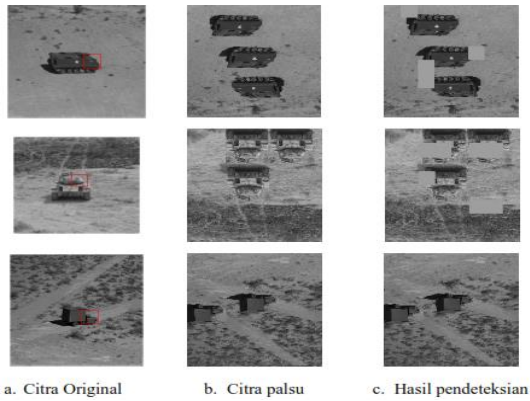 a. Citra Original
b. Citra palsu
c. Hasil pendeteksian